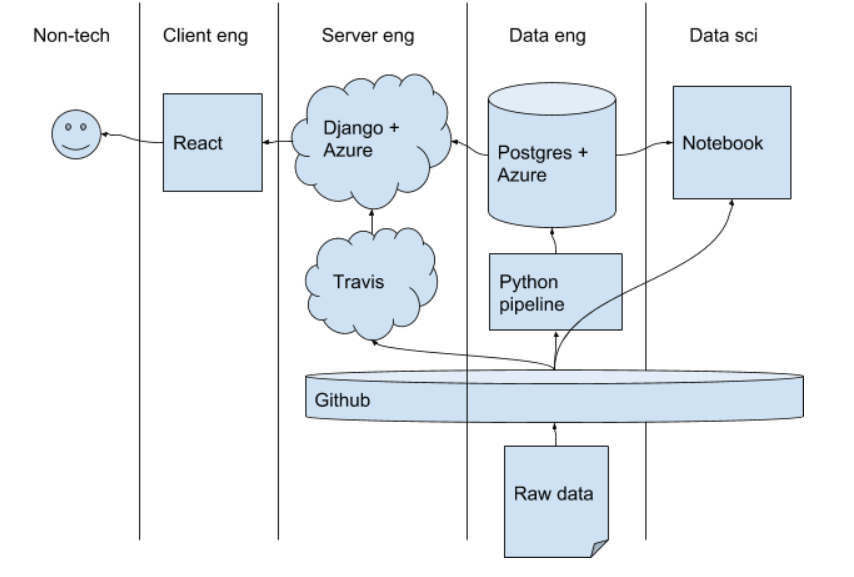 Non-tech
Client eng
Server eng
Data eng
Data sci
React
Django +
Azure
Postgres +
Azure
Notebook
Travis
Python
pipeline
Github
Raw data